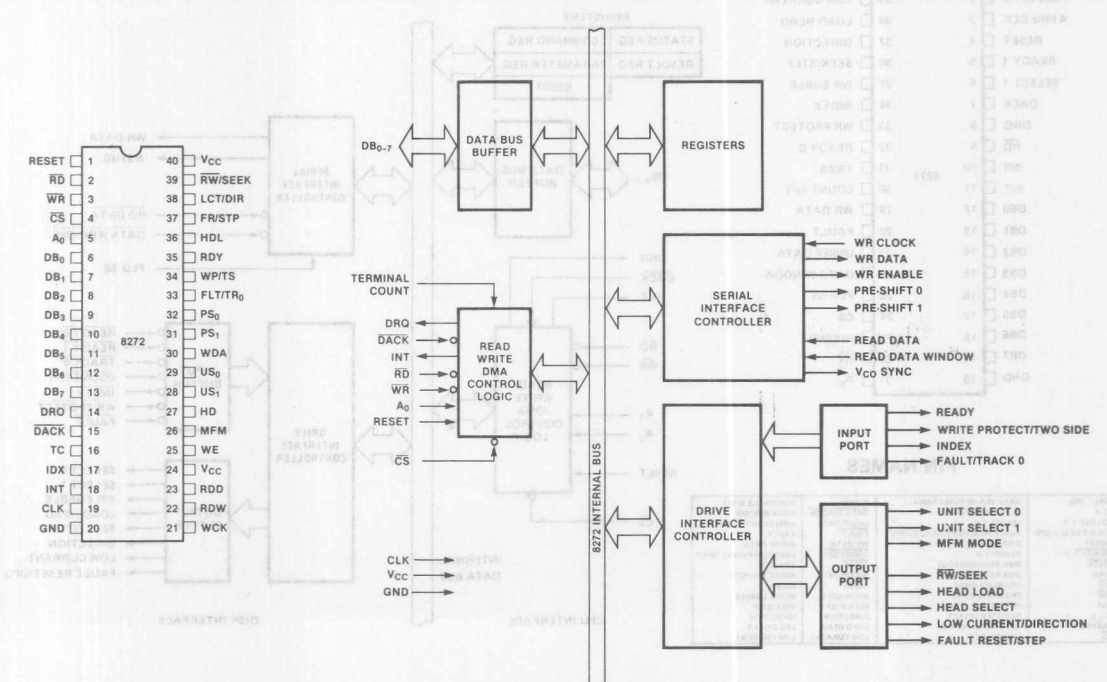 RESET 1
RD 2
WR 3
CS 4
A0 5
DB0 6
DB1 7
DB2 8
DB3 9
DB4 10
DB5 11
DB6 12
DB7 13
DRQ 14
DACK 15
TC 16
IDX 17
INT 18
CLK 19
GND 20
8272
40 VCC
39 RW/SEEK
38 LCT/DIR
37 FR/STP
36 HDL
35 RDY
34 WP/TS
33 FLT/TR0
32 PS0
31 PS1
30 WDA
29 US0
28 US1
27 HD
26 MFM
25 WE
24 VCC
23 RDD
22 RDW
21 WCK
DB0-7
DATA BUS
BUFFER
REGISTERS
TERMINAL
COUNT
DRQ
DACK
INT
RD
WR
A0
RESET
CS
READ
WRITE
DMA
CONTROL
LOGIC
CLK
VCC
GND
8272 INTERNAL BUS
SERIAL
INTERFACE
CONTROLLER
WR CLOCK
WR DATA
WR ENABLE
PRE-SHIFT 0
PRE-SHIFT 1
READ DATA
READ DATA WINDOW
VCO SYNC
DRIVE
INTERFACE
CONTROLLER
INPUT
PORT
READY
WRITE PROTECT/TWO SIDE
INDEX
FAULT/TRACK 0
OUTPUT
PORT
UNIT SELECT 0
UNIT SELECT 1
MFM MODE
RW/SEEK
HEAD LOAD
HEAD SELECT
LOW CURRENT/DIRECTION
FAULT RESET/STEP